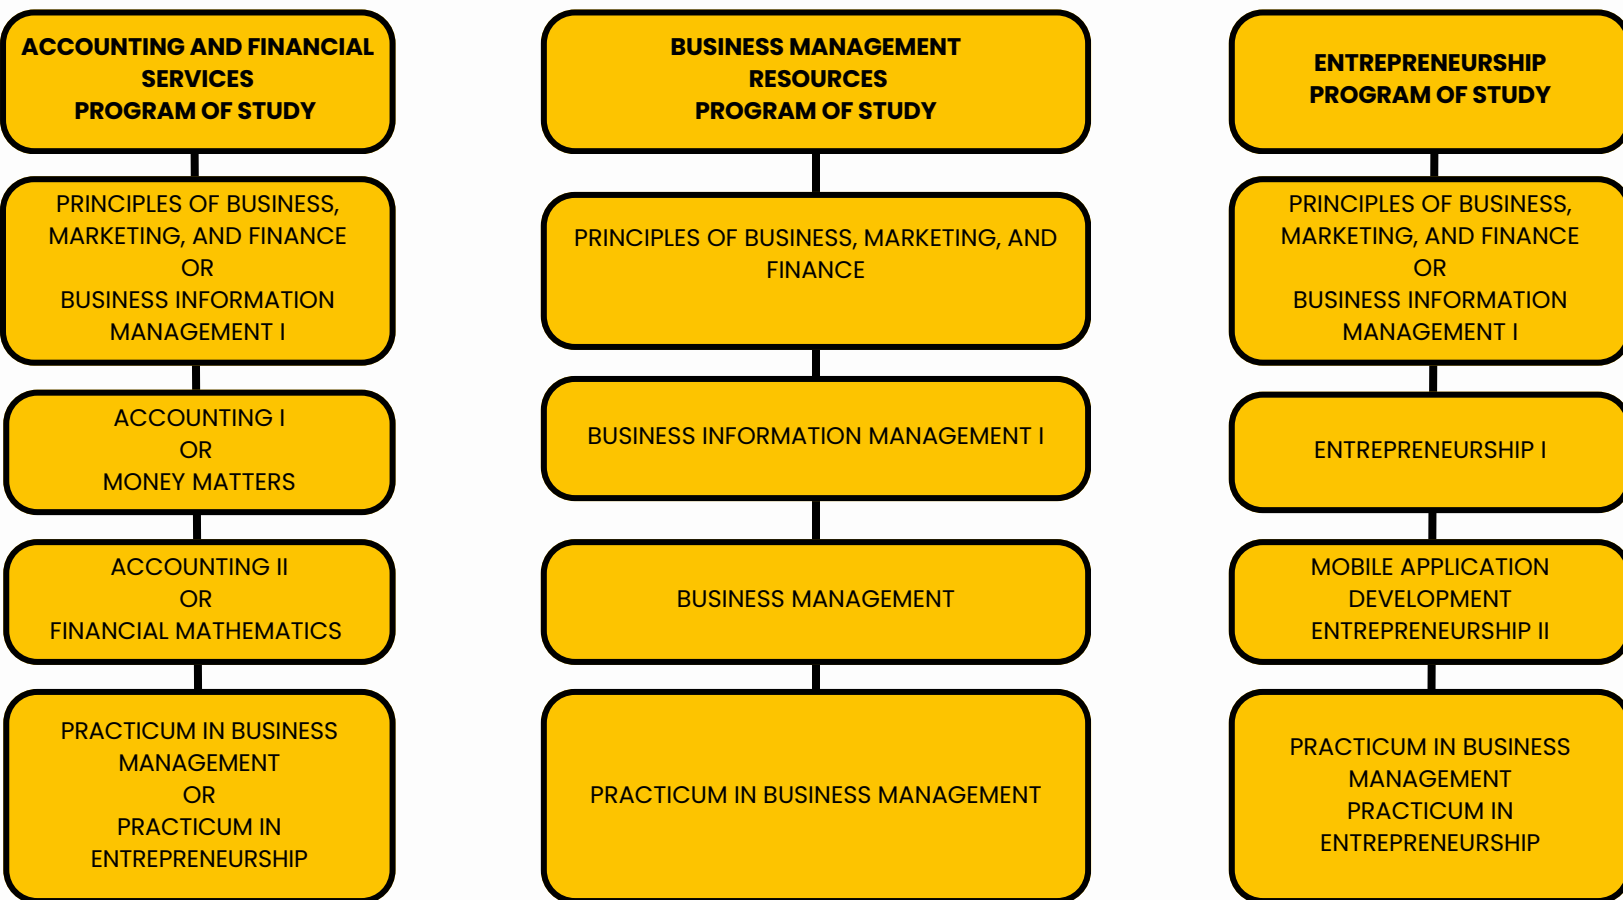 ACCOUNTING AND FINANCIAL
SERVICES
PROGRAM OF STUDY
PRINCIPLES OF BUSINESS,
MARKETING, AND FINANCE
OR
BUSINESS INFORMATION
MANAGEMENT I
ACCOUNTING I
OR
MONEY MATTERS
ACCOUNTING II
OR
FINANCIAL MATHEMATICS
PRACTICUM IN BUSINESS
MANAGEMENT
OR
PRACTICUM IN
ENTREPRENEURSHIP
BUSINESS MANAGEMENT
RESOURCES
PROGRAM OF STUDY
PRINCIPLES OF BUSINESS, MARKETING, AND
FINANCE
BUSINESS INFORMATION MANAGEMENT I
BUSINESS MANAGEMENT
PRACTICUM IN BUSINESS MANAGEMENT
ENTREPRENEURSHIP
PROGRAM OF STUDY
PRINCIPLES OF BUSINESS,
MARKETING, AND FINANCE
OR
BUSINESS INFORMATION
MANAGEMENT I
ENTREPRENEURSHIP I
MOBILE APPLICATION
DEVELOPMENT
ENTREPRENEURSHIP II
PRACTICUM IN BUSINESS
MANAGEMENT
PRACTICUM IN
ENTREPRENEURSHIP